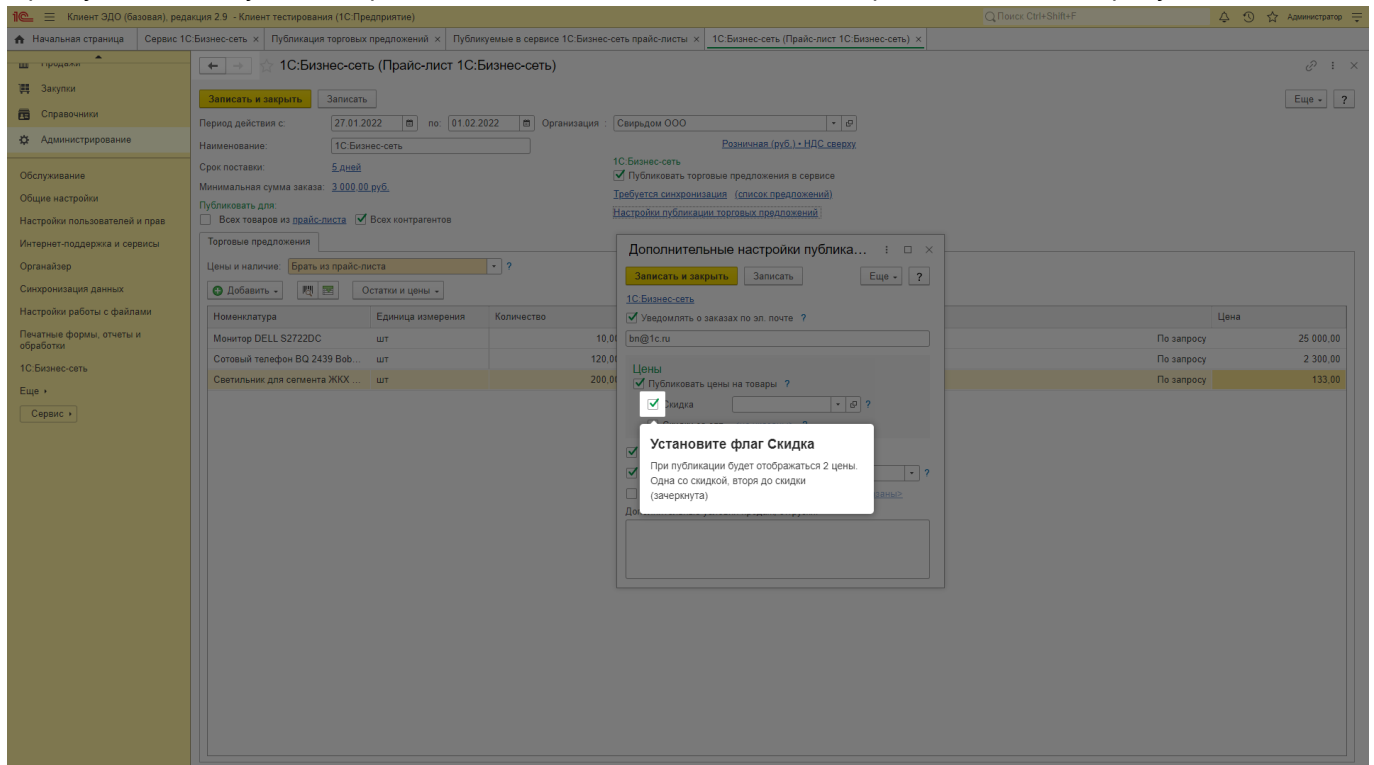 1С Клиент ЭДО (базовая), редакция 2.9 - Клиент тестирования (1С:Предприятие) Поиск Ctrl+Shift+F Администратор
Начальная страница Сервис 1С:Бизнес-сеть × Публикация торговых предложений × Публикуемые в сервисе 1С:Бизнес-сеть прайс-листы × 1С:Бизнес-сеть (Прайс-лист 1С:Бизнес-сеть) ×
Продажи
Закупки
Справочники
Администрирование
Обслуживание
Общие настройки
Настройки пользователей и прав
Интернет-поддержка и сервисы
Органайзер
Синхронизация данных
Настройки работы с файлами
Печатные формы, отчеты и
обработки
1С:Бизнес-сеть
Еще
Сервис
1С:Бизнес-сеть (Прайс-лист 1С:Бизнес-сеть)
Записать и закрыть Записать Еще ?
Период действия с: 27.01.2022 по: 01.02.2022 Организация : Свирьдом ООО
Наименование: 1С:Бизнес-сеть Розничная (руб.) • НДС сверху
Срок поставки: 5 дней 1С:Бизнес-сеть
Публиковать торговые предложения в сервисе
Минимальная сумма заказа: 3 000,00 руб. Требуется синхронизация (список предложений)
Публиковать для:
Всех товаров из прайс-листа Всех контрагентов Настройки публикации торговых предложений
Торговые предложения
Цены и наличие: Брать из прайс-листа ?
Добавить Остатки и цены
Номенклатура Единица измерения Количество Цена
Монитор DELL S2722DC шт 10,0 По запросу 25 000,00
Сотовый телефон BQ 2439 Bob... шт 120,0 По запросу 2 300,00
Светильник для сегмента ЖКХ ... шт 200,0 По запросу 133,00
Дополнительные настройки публика... ×
Записать и закрыть Записать Еще ?
1С:Бизнес-сеть
Уведомлять о заказах по эл. почте ?
bn@1c.ru
Цены
Публиковать цены на товары ?
Скидка ?
Установите флаг Скидка
При публикации будет отображаться 2 цены.
Одна со скидкой, вторя до скидки
(зачеркнута)